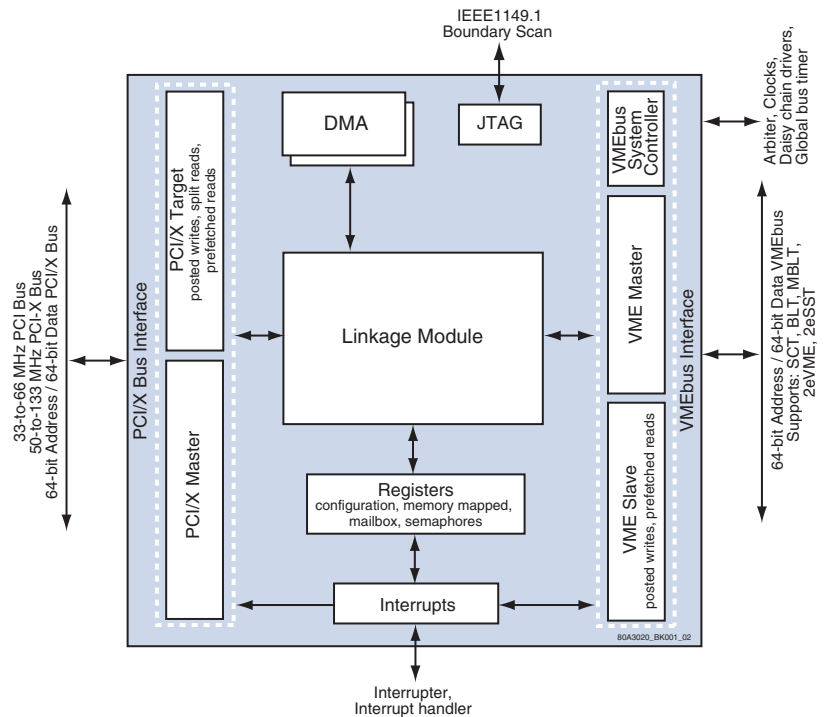 IEEE1149.1
Boundary Scan
33-to-66 MHz PCI Bus
50-to-133 MHz PCI-X Bus
64-bit Address / 64-bit Data PCI/X Bus
PCI/X Bus Interface
PCI/X Target
posted writes, split reads,
prefetched reads
PCI/X Master
DMA
JTAG
Linkage Module
Registers
configuration, memory mapped,
mailbox, semaphores
Interrupts
Interrupter,
Interrupt handler
VMEbus
System
Controller
VME Master
VME Slave
posted writes, prefetched reads
VMEbus Interface
80A3020_BK001_02
Arbiter, Clocks,
Daisy chain drivers,
Global bus timer
64-bit Address / 64-bit Data VMEbus
Supports: SCT, BLT, MBLT,
2eVME, 2eSST